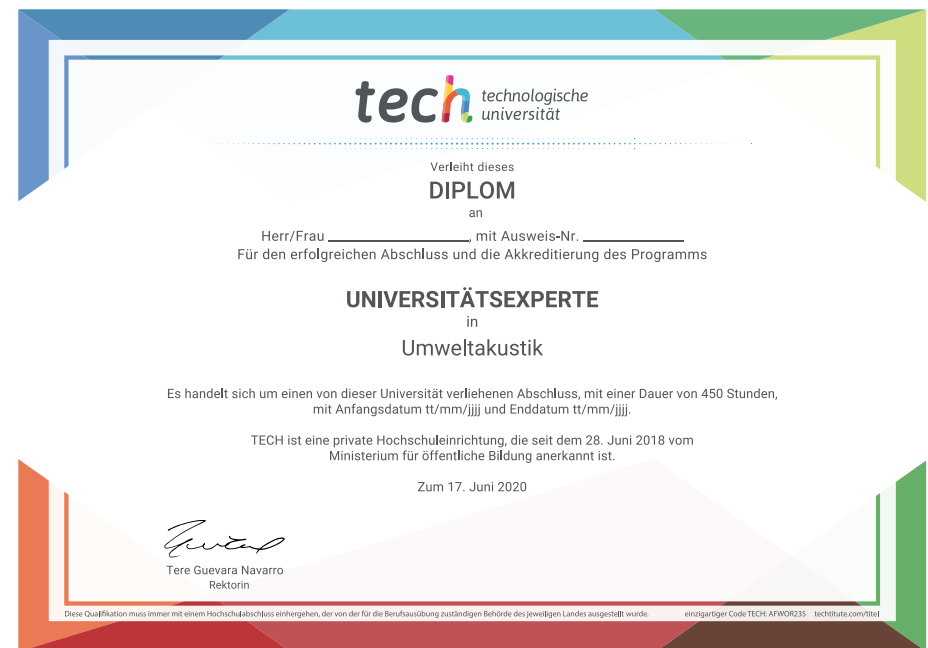 tech technologische
universität
Verleiht dieses
DIPLOM
an
Herr/Frau ____________, mit Ausweis-Nr. ____________
Für den erfolgreichen Abschluss und die Akkreditierung des Programms
UNIVERSITÄTSEXPERTE
in
Umweltakustik
Es handelt sich um einen von dieser Universität verliehenen Abschluss, mit einer Dauer von 450 Stunden,
mit Anfangsdatum tt/mm/jjjj und Enddatum tt/mm/jjjj.
TECH ist eine private Hochschuleinrichtung, die seit dem 28. Juni 2018 vom
Ministerium für öffentliche Bildung anerkannt ist.
Zum 17. Juni 2020
Tere Guevara Navarro
Rektorin
Diese Qualifikation muss immer mit einem Hochschulabschluss einhergehen, der von der für die Berufsausübung zuständigen Behörde des jeweiligen Landes ausgestellt wurde. einzigartiger Code TECH: AFWOR23S techtitute.com/titel